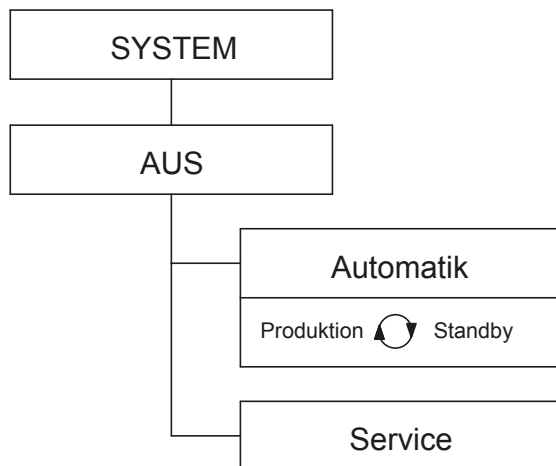 SYSTEM
AUS
Automatik
Produktion Standby
Service